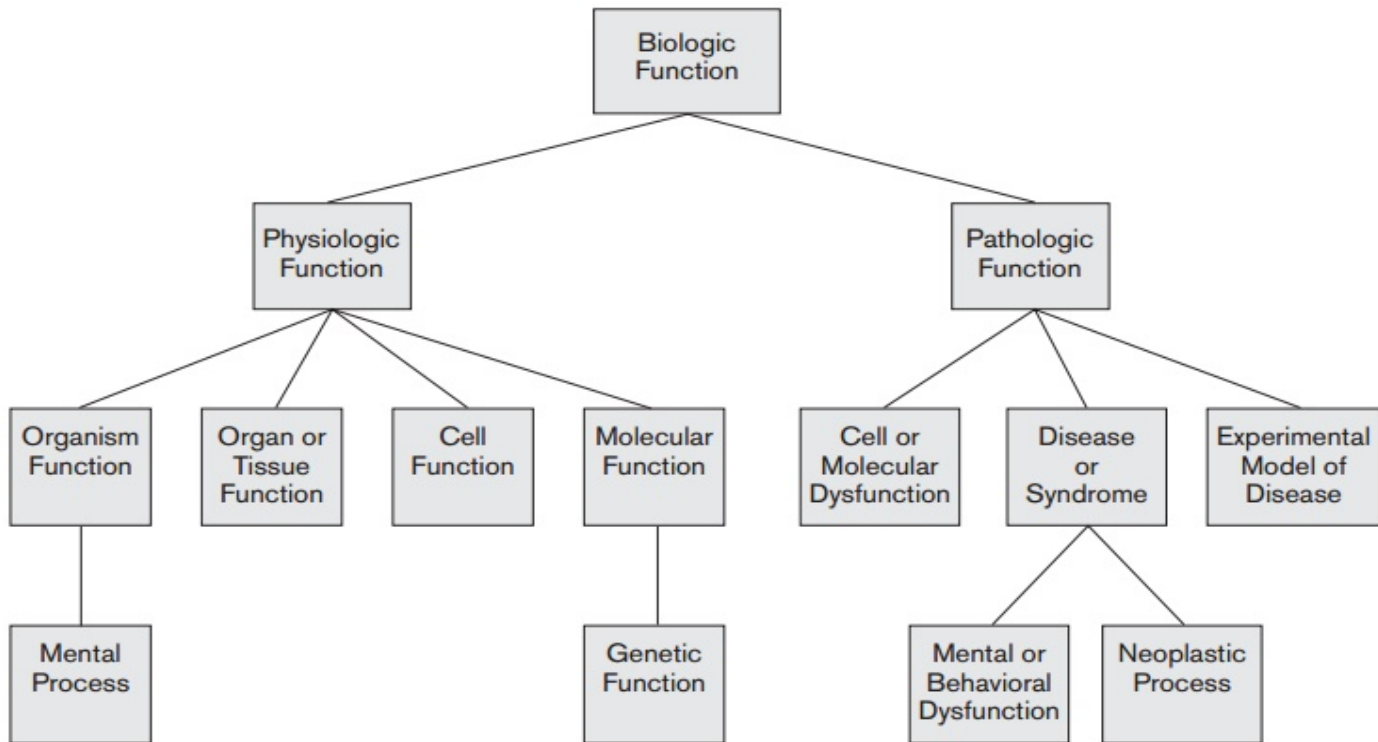 Biologic
Function
Physiologic
Function
Pathologic
Function
Organism
Function
Organ or
Tissue
Function
Cell
Function
Molecular
Function
Cell or
Molecular
Dysfunction
Disease
or
Syndrome
Experimental
Model of
Disease
Mental
Process
Genetic
Function
Mental or
Behavioral
Dysfunction
Neoplastic
Process